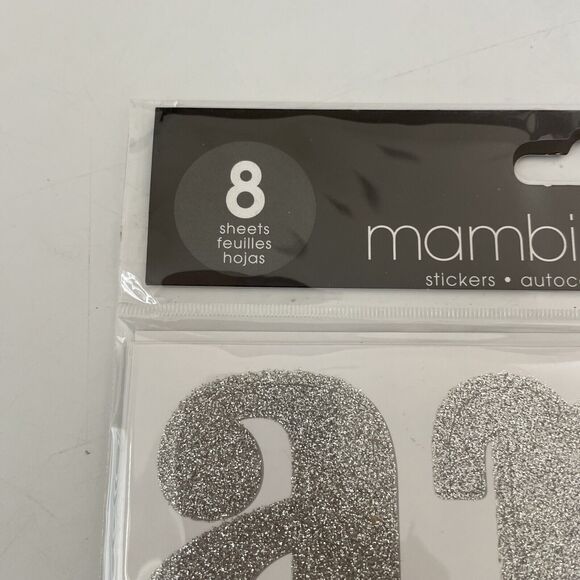 8
sheets
feuilles
hojas
mambi
stickers • autoc
a